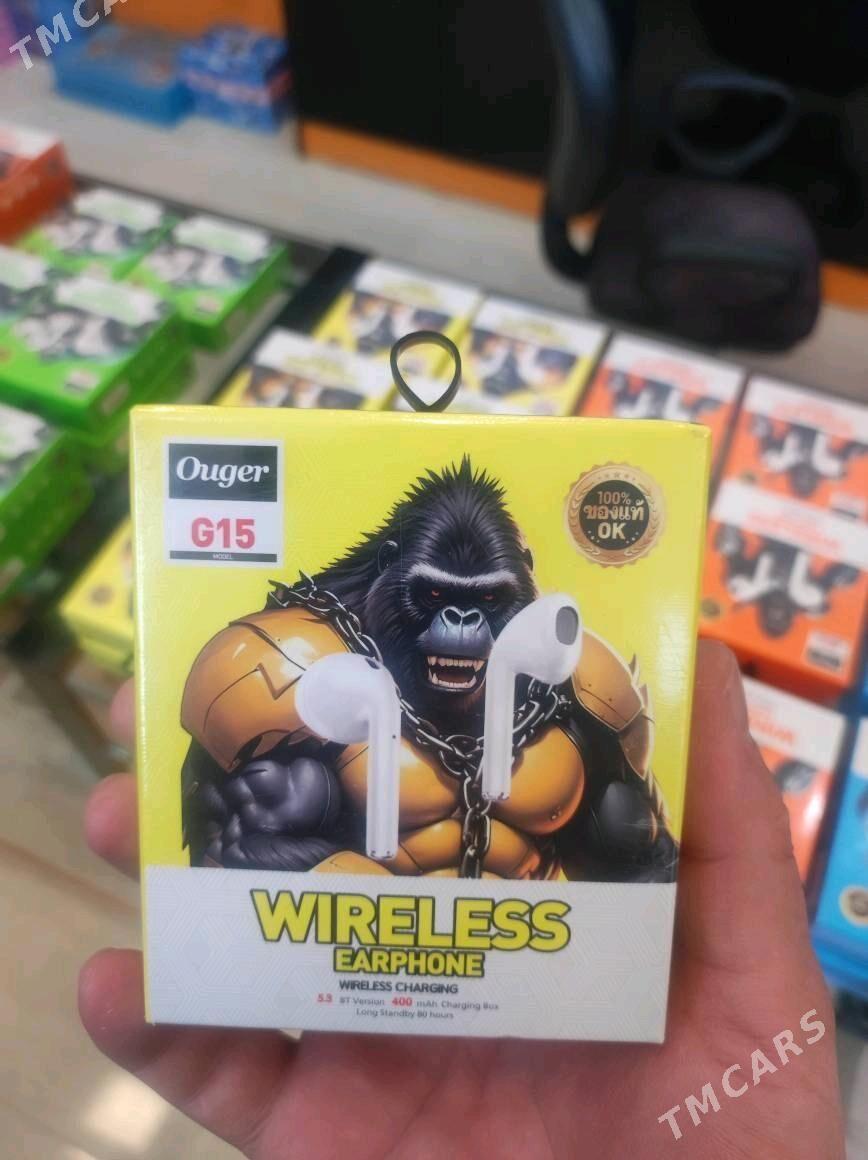 TMCA
Ouger
G15
MODEL
100%
ของแท้
OK
WIRELESS
EARPHONE
WIRELESS CHARGING
5.3 BT Version 400 mAh Charging Box
Long Standby 80 hours
TMCARS